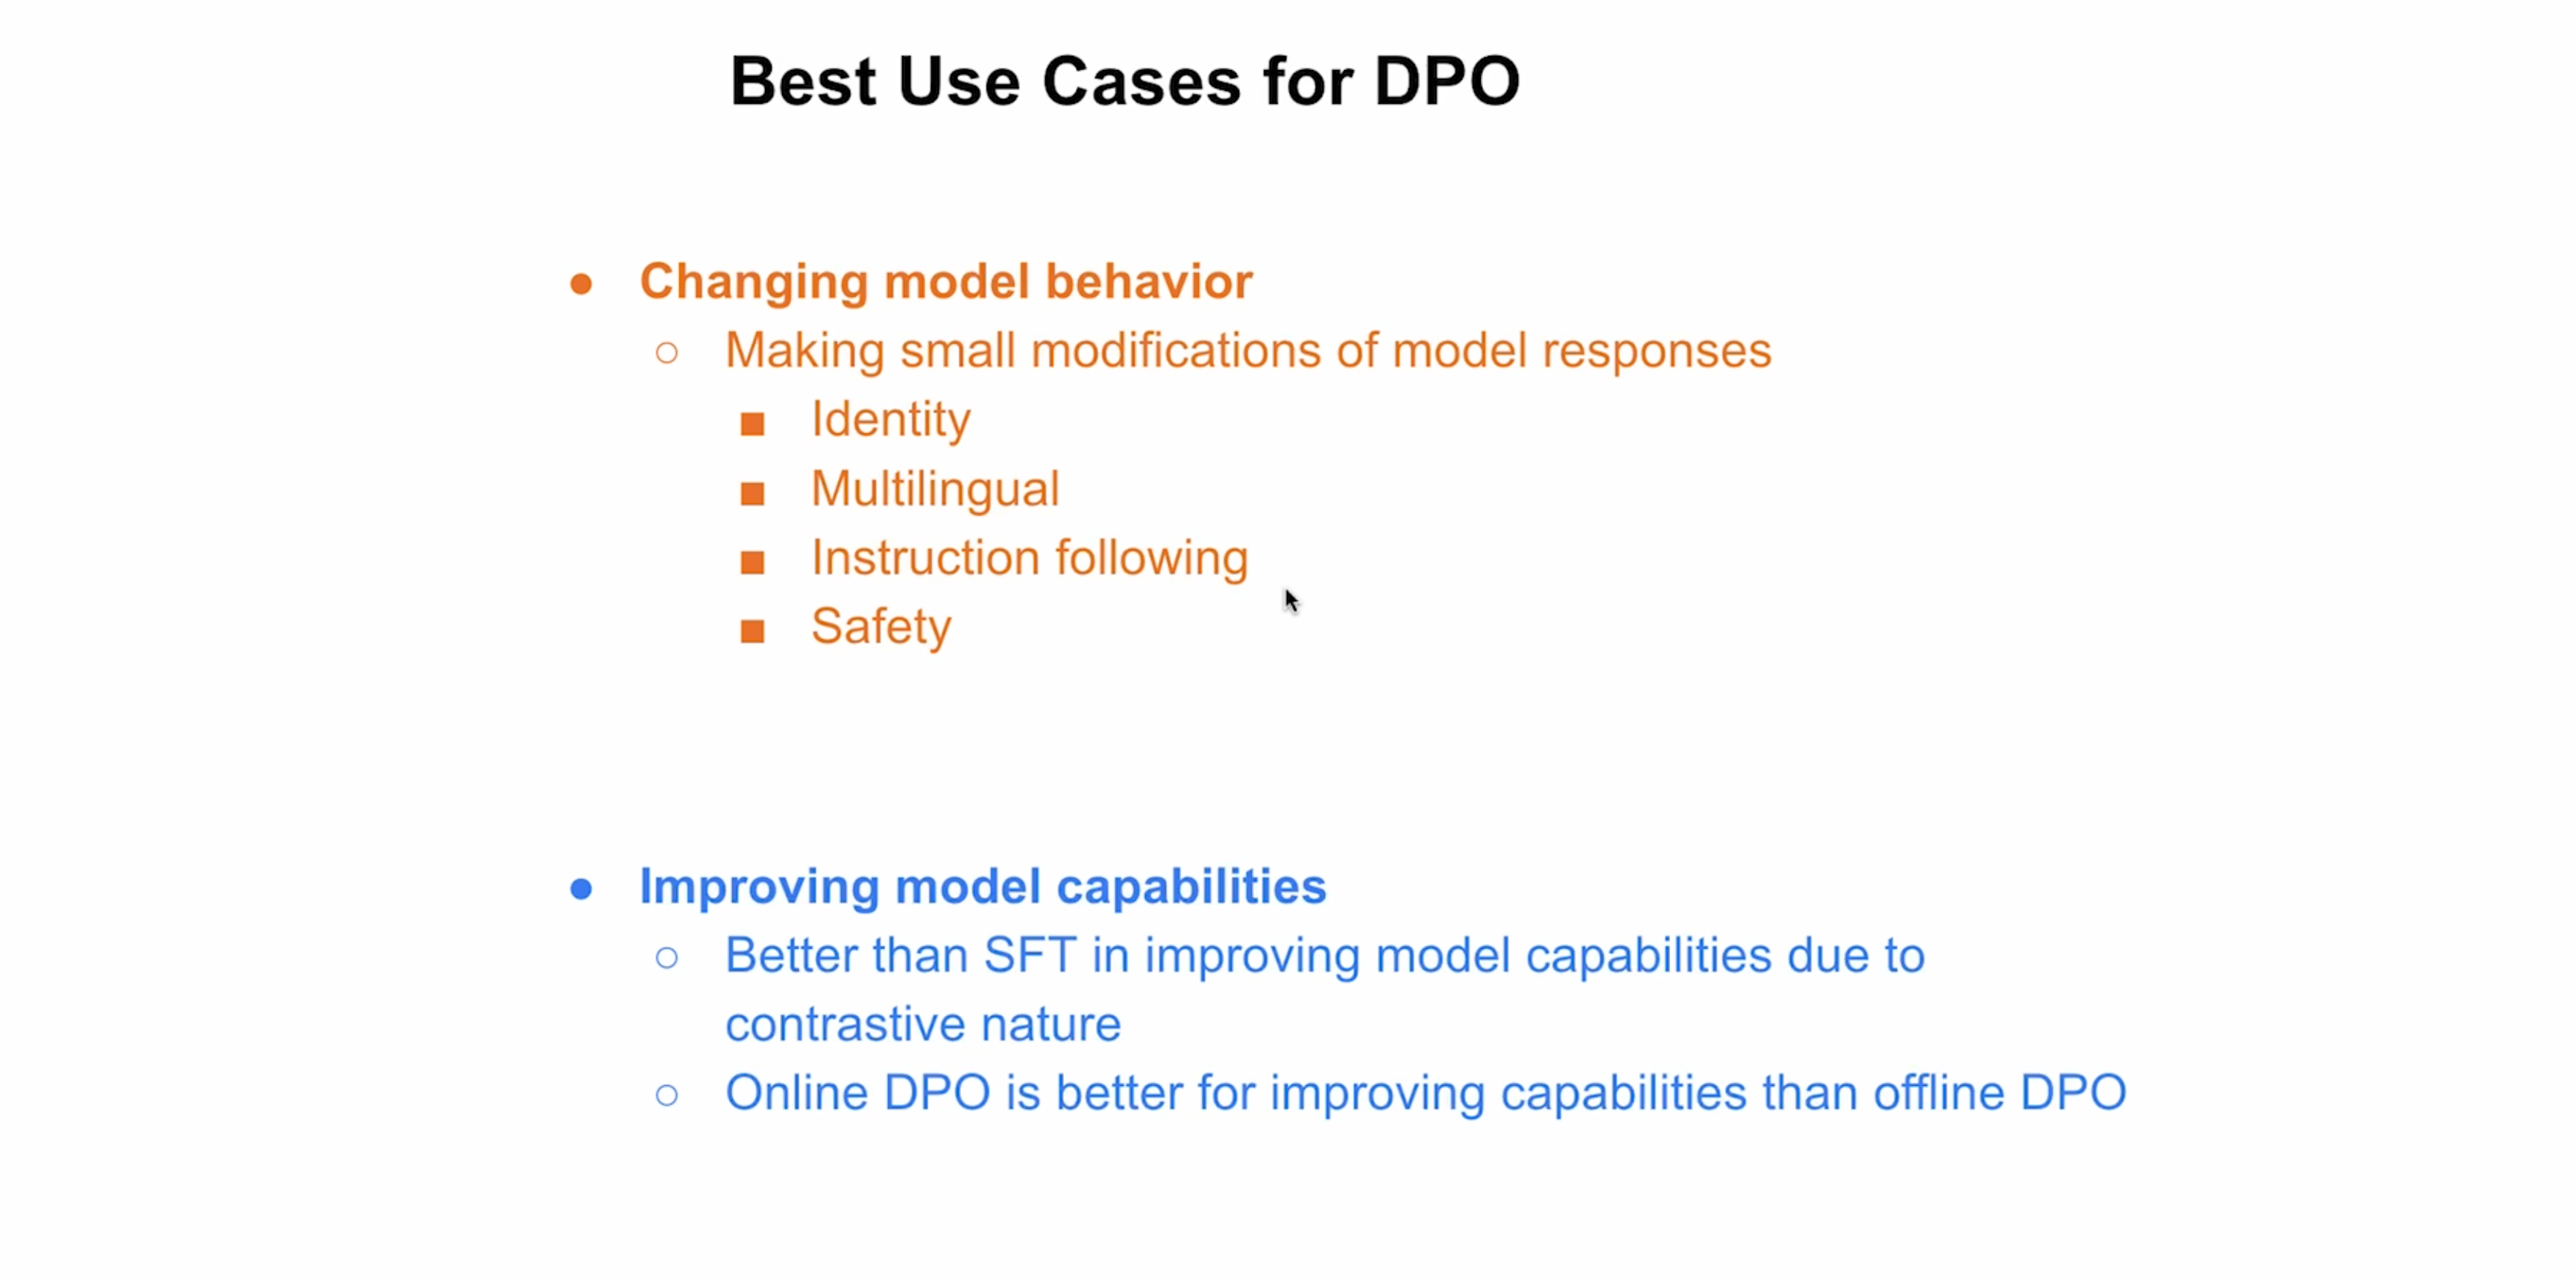 Best Use Cases for DPO
● Changing model behavior
○ Making small modifications of model responses
■ Identity
■ Multilingual
■ Instruction following
■ Safety
● Improving model capabilities
○ Better than SFT in improving model capabilities due to
contrastive nature
○ Online DPO is better for improving capabilities than offline DPO